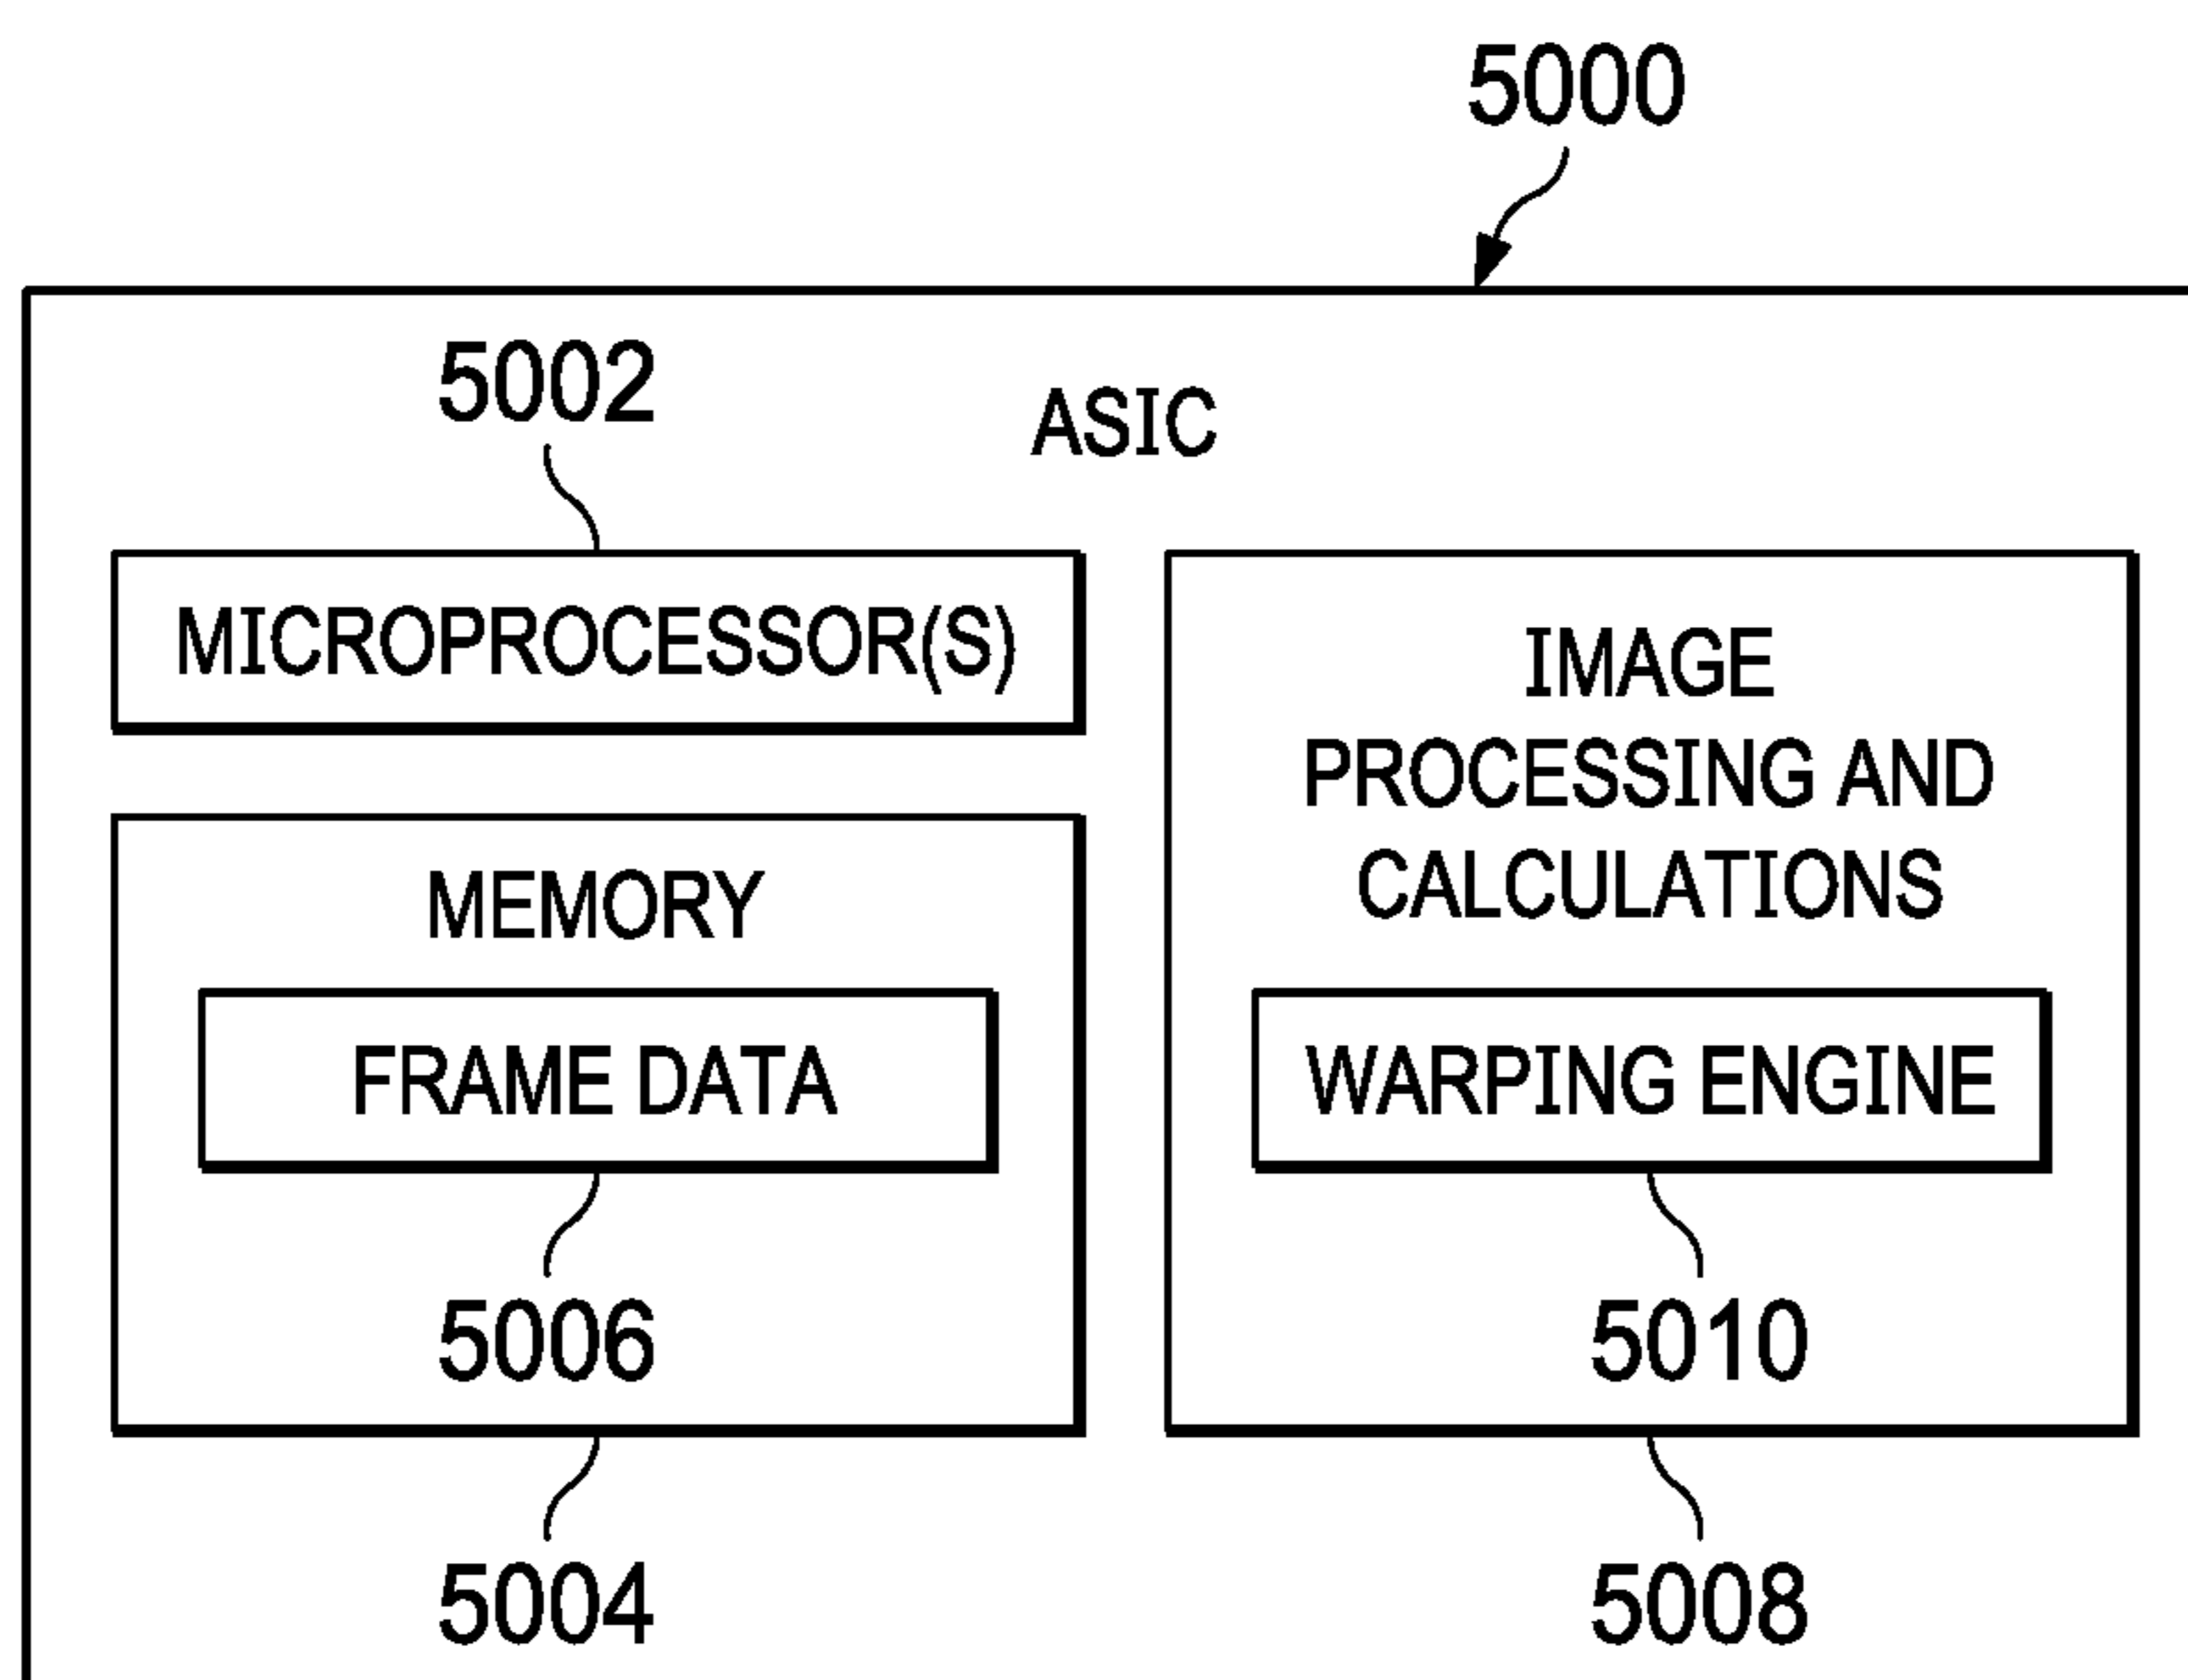 5000
5002
ASIC
MICROPROCESSOR(S)
MEMORY
FRAME DATA
5006
5004
IMAGE
PROCESSING AND
CALCULATIONS
WARPING ENGINE
5010
5008